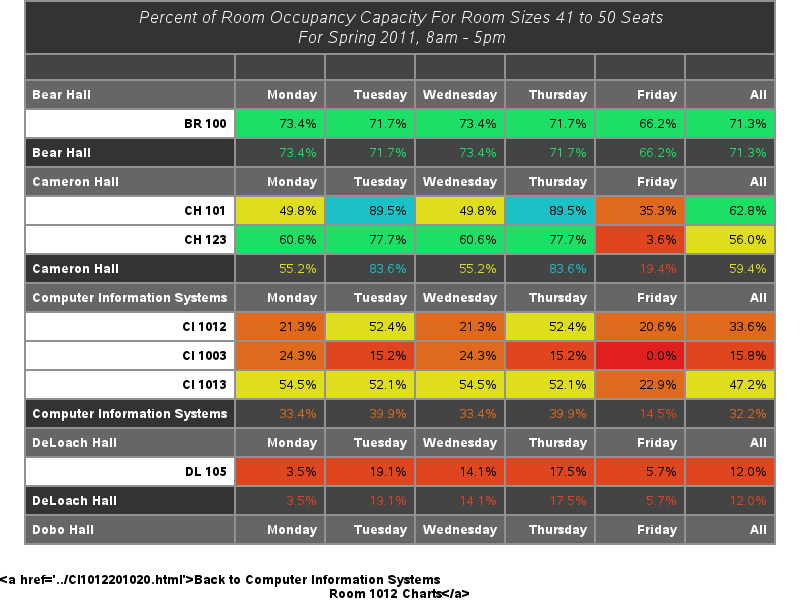 Percent of Room Occupancy Capacity For Room Sizes 41 to 50 Seats
For Spring 2011, 8am - 5pm
Bear Hall Monday Tuesday Wednesday Thursday Friday All
BR 100 73.4% 71.7% 73.4% 71.7% 66.2% 71.3%
Bear Hall 73.4% 71.7% 73.4% 71.7% 66.2% 71.3%
Cameron Hall Monday Tuesday Wednesday Thursday Friday All
CH 101 49.8% 89.5% 49.8% 89.5% 35.3% 62.8%
CH 123 60.6% 77.7% 60.6% 77.7% 3.6% 56.0%
Cameron Hall 55.2% 83.6% 55.2% 83.6% 19.4% 59.4%
Computer Information Systems Monday Tuesday Wednesday Thursday Friday All
CI 1012 21.3% 52.4% 21.3% 52.4% 20.6% 33.6%
CI 1003 24.3% 15.2% 24.3% 15.2% 0.0% 15.8%
CI 1013 54.5% 52.1% 54.5% 52.1% 22.9% 47.2%
Computer Information Systems 33.4% 39.9% 33.4% 39.9% 14.5% 32.2%
DeLoach Hall Monday Tuesday Wednesday Thursday Friday All
DL 105 3.5% 19.1% 14.1% 17.5% 5.7% 12.0%
DeLoach Hall 3.5% 19.1% 14.1% 17.5% 5.7% 12.0%
Dobo Hall Monday Tuesday Wednesday Thursday Friday All
<a href='../CI1012201020.html'>Back to Computer Information Systems
Room 1012 Charts</a>